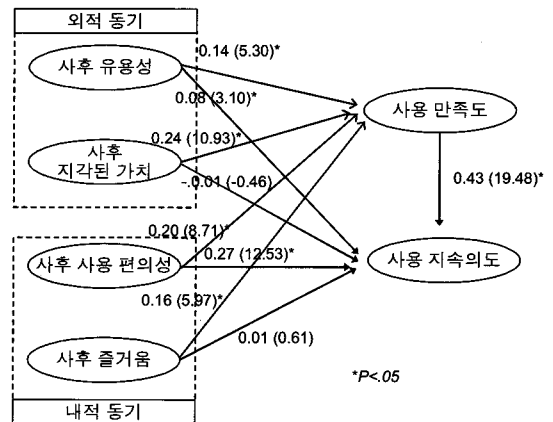 외적 동기
사후 유용성
0.14 (5.30)*
0.08 (3.10)*
사용 만족도
0.24 (10.93)*
사후
지각된 가치
-.0.01 (-0.46)
0.43 (19.48)*
0.20 (8.71)*
사후 사용 편의성
0.27 (12.53)*
사용 지속의도
0.16 (5.97)*
0.01 (0.61)
사후 즐거움
*P<.05
내적 동기